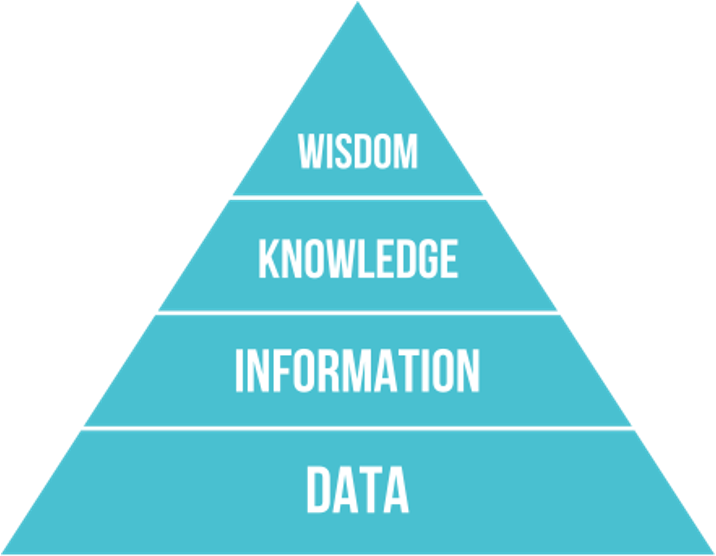 WISDOM
KNOWLEDGE
INFORMATION
DATA